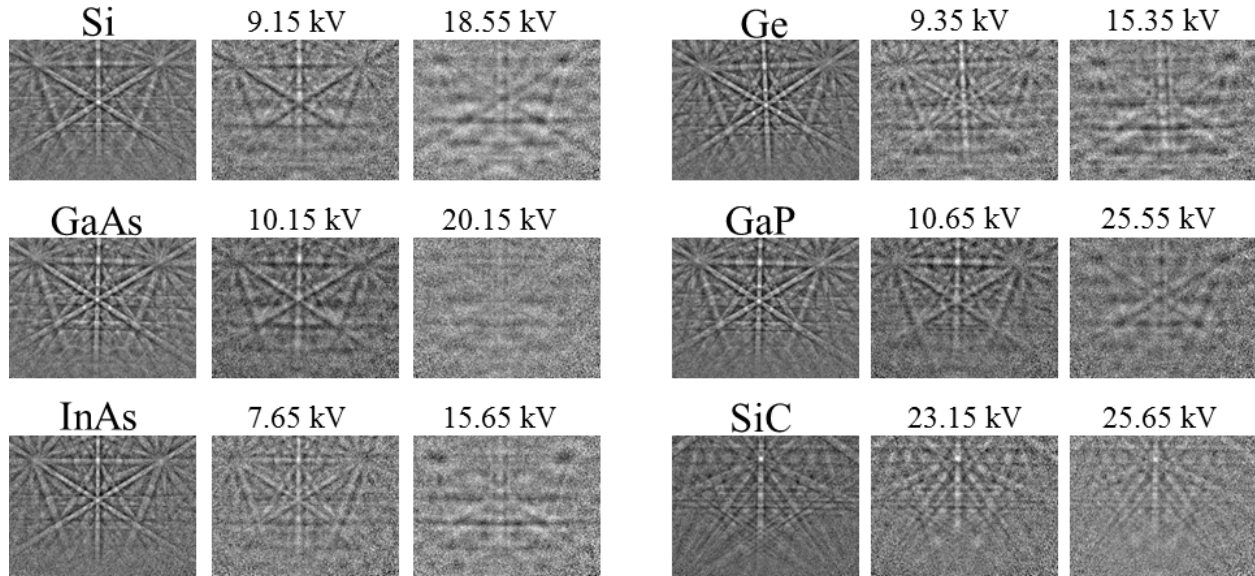 Si 9.15 kV 18.55 kV Ge 9.35 kV 15.35 kV
GaAs 10.15 kV 20.15 kV GaP 10.65 kV 25.55 kV
InAs 7.65 kV 15.65 kV SiC 23.15 kV 25.65 kV